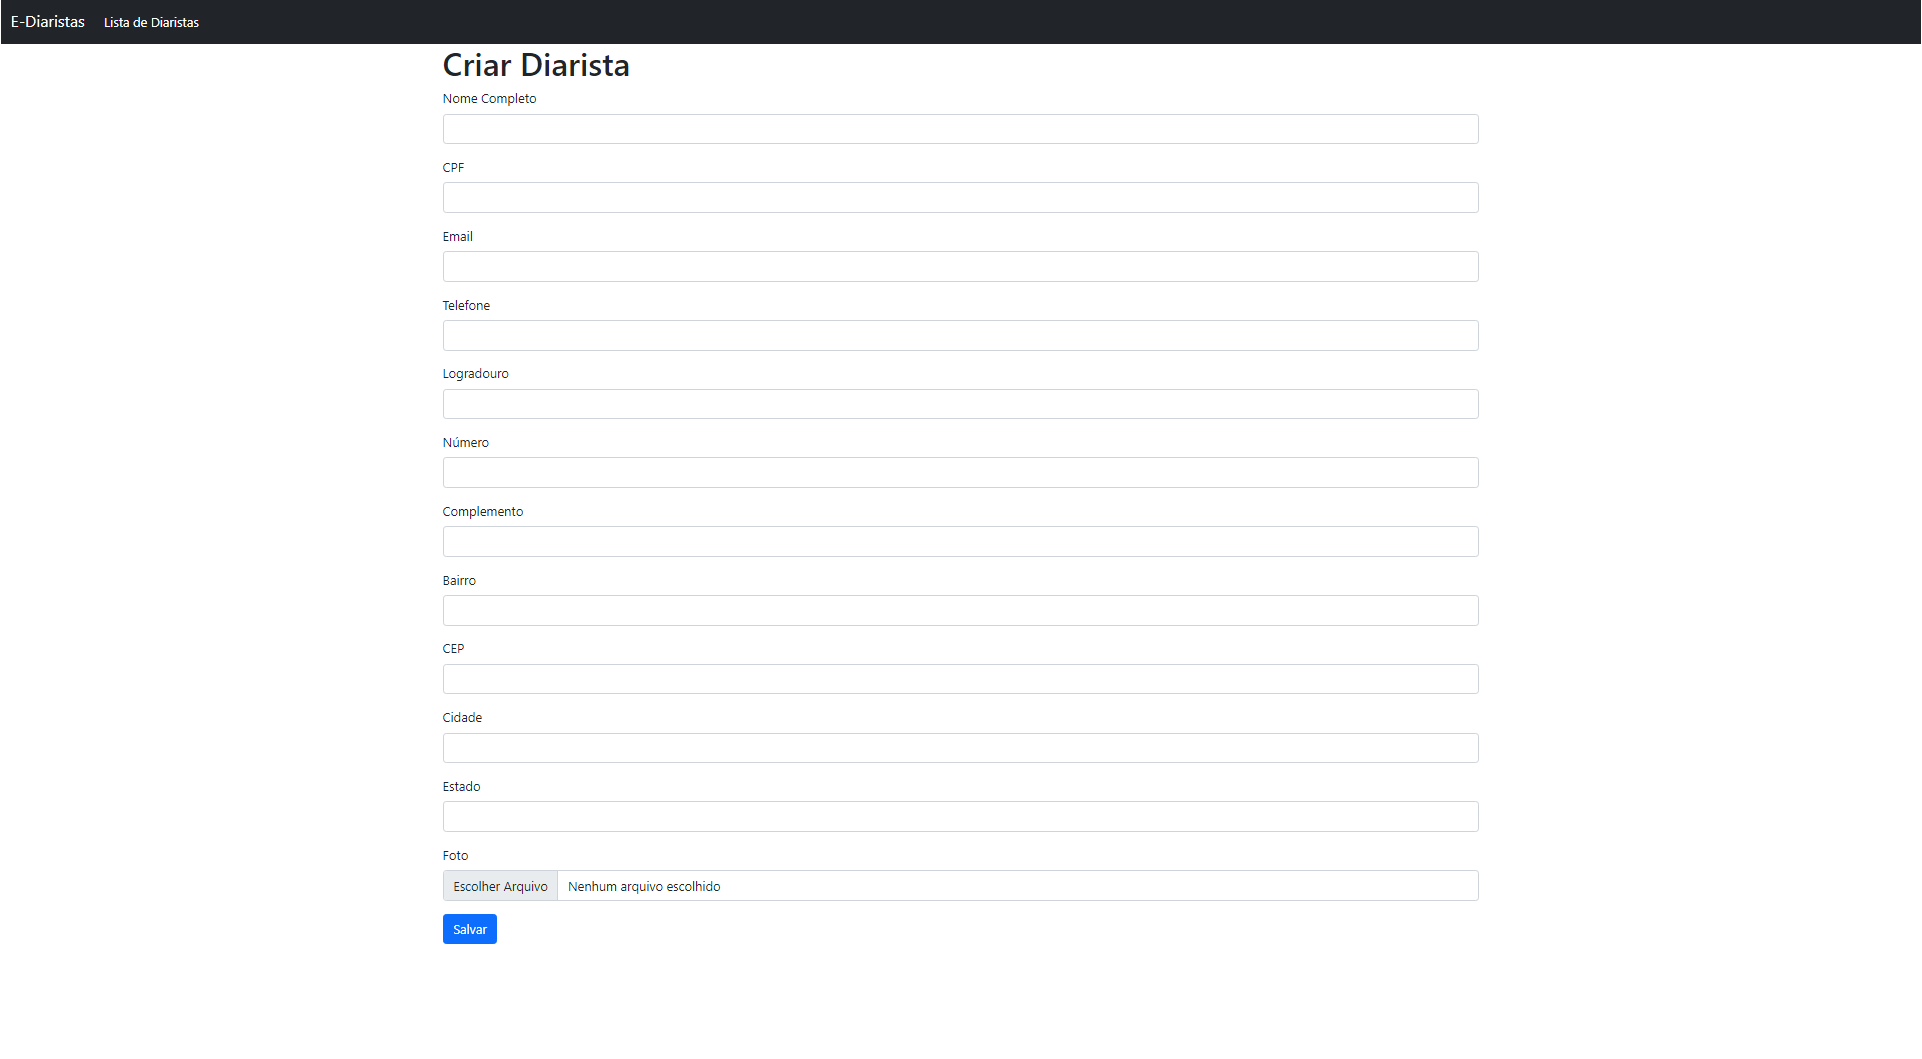 E-Diaristas Lista de Diaristas
Criar Diarista
Nome Completo
CPF
Email
Telefone
Logradouro
Número
Complemento
Bairro
CEP
Cidade
Estado
Foto
Escolher Arquivo Nenhum arquivo escolhido
Salvar